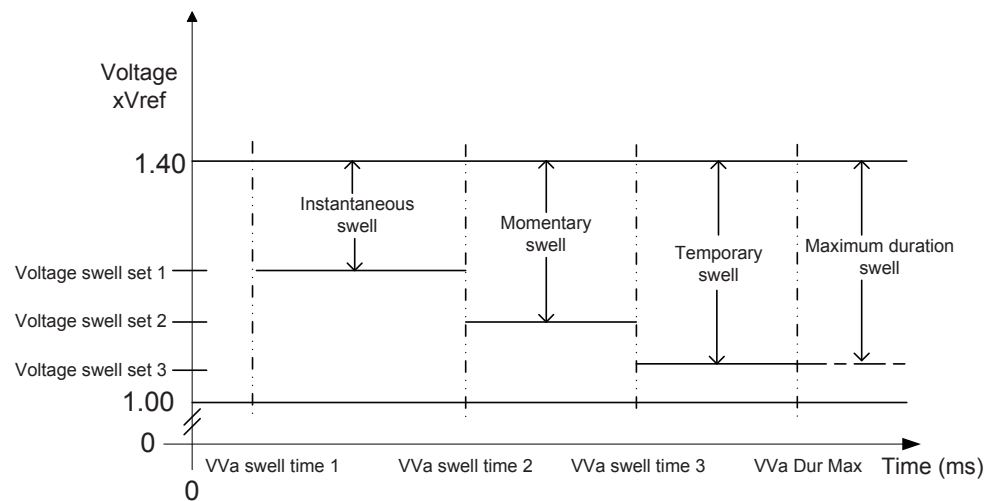 Voltage
xVref
1.40
Instantaneous
swell
Momentary
swell
Temporary
swell
Maximum duration
swell
Voltage swell set 1
Voltage swell set 2
Voltage swell set 3
1.00
0
VVa swell time 1
VVa swell time 2
VVa swell time 3
VVa Dur Max
Time (ms)
0